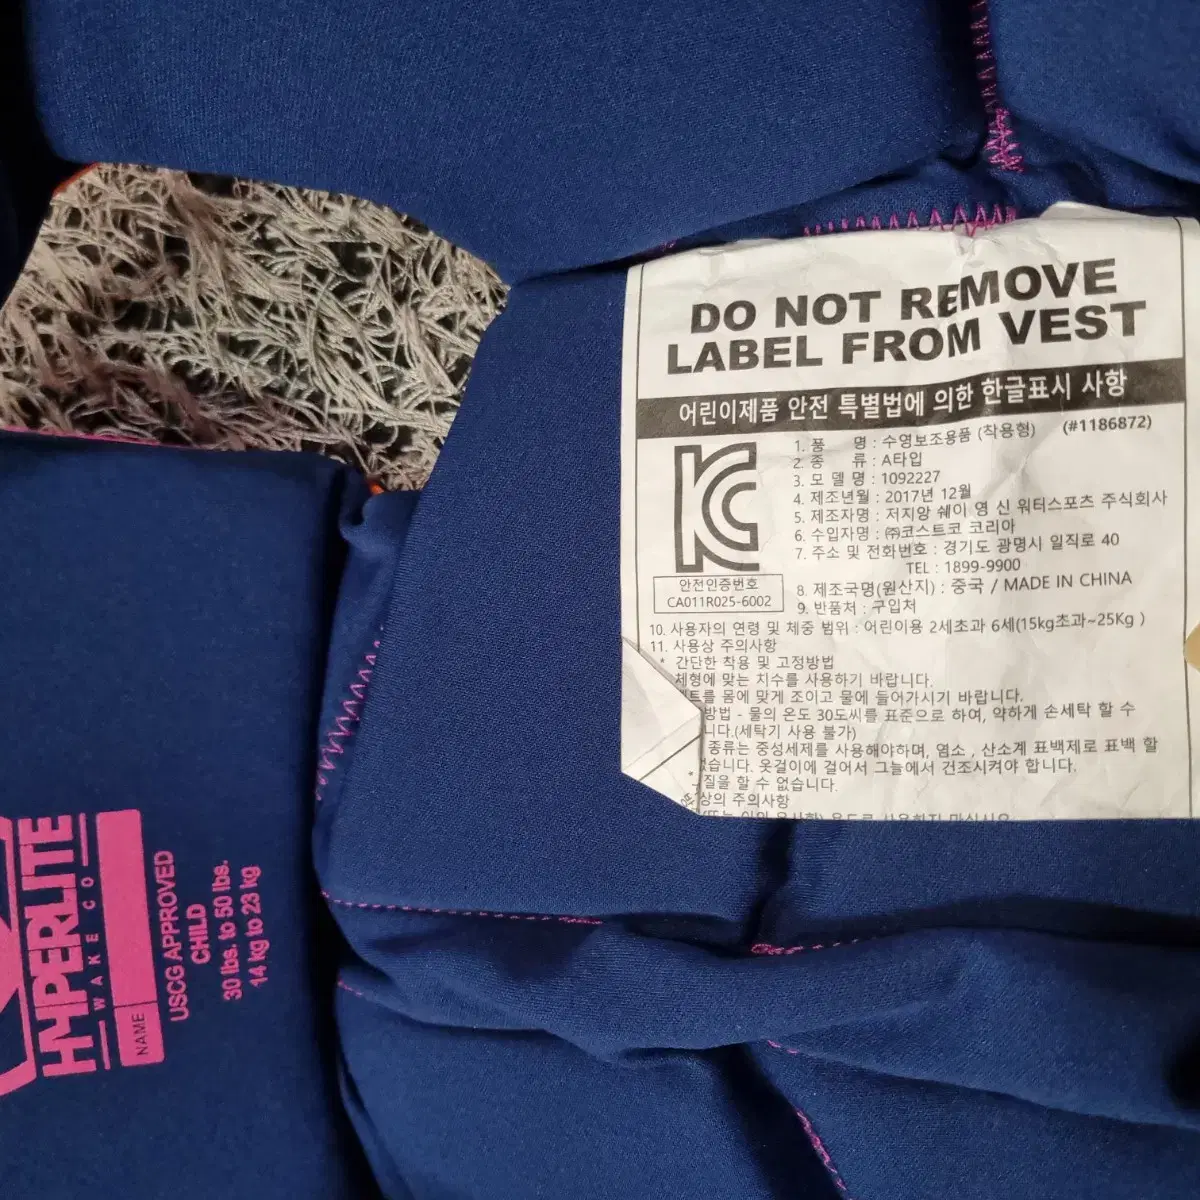 DO NOT REMOVE
LABEL FROM VEST
어린이제품 안전 특별법에 의한 한글표시 사항
1. 품 명 : 수영보조용품 (착용형) (#1186872)
2. 종 류 : A타입
3. 모 델 명 : 1092227
4. 제조년월 : 2017년 12월
5. 제조자명 : 저지앙 쉐이 영 신 워터스포츠 주식회사
6. 수입자명 : ㈜코스트코 코리아
7. 주소 및 전화번호 : 경기도 광명시 일직로 40
TEL : 1899-9900
8. 제조국명(원산지) : 중국 / MADE IN CHINA
9. 반품처 : 구입처
안전인증번호
CA011R025-6002
10. 사용자의 연령 및 체중 범위 : 어린이용 2세초과 6세(15kg초과~25Kg )
11. 사용상 주의사항
* 간단한 착용 및 고정방법
체형에 맞는 치수를 사용하기 바랍니다.
트를 몸에 맞게 조이고 물에 들어가시기 바랍니다.
방법 - 물의 온도 30도씨를 표준으로 하여, 약하게 손세탁 할 수
니다.(세탁기 사용 불가)
종류는 중성세제를 사용해야하며, 염소 , 산소계 표백제로 표백 할
없습니다. 옷걸이에 걸어서 그늘에서 건조시켜야 합니다.
질을 할 수 없습니다.
상의 주의사항
HYPERLITE
WAKE CO
NAME
USCG APPROVED
CHILD
30 lbs. to 50 lbs.
14 kg to 23 kg